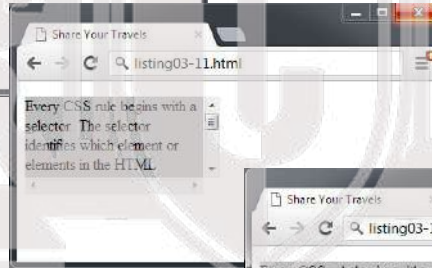 Share Your Travels
listing03-11.html
Every CSS rule begins with a
selector. The selector
identifies which element or
elements in the HTML
Share Your Travels
listing03-